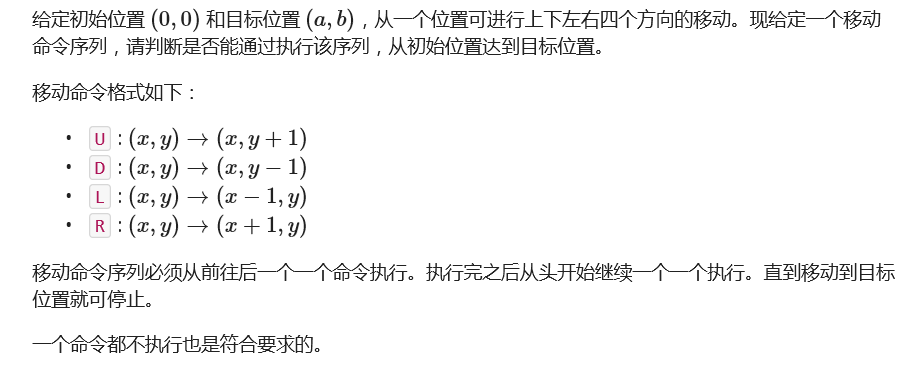 给定初始位置 (0, 0) 和目标位置 (a, b)，从一个位置可进行上下左右四个方向的移动。现给定一个移动
命令序列，请判断是否能通过执行该序列，从初始位置达到目标位置。
移动命令格式如下：
• U : (x, y) → (x, y + 1)
• D : (x, y) → (x, y − 1)
• L : (x, y) → (x − 1, y)
• R : (x, y) → (x + 1, y)
移动命令序列必须从前往后一个一个命令执行。执行完之后从头开始继续一个一个执行。直到移动到目标
位置就可停止。
一个命令都不执行也是符合要求的。